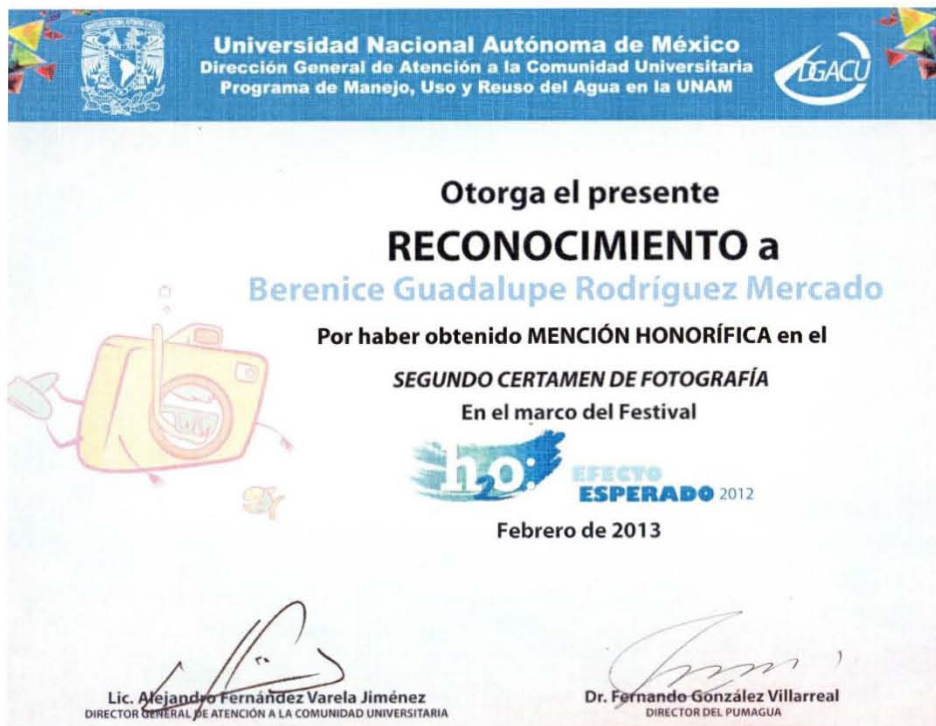 Universidad Nacional Autónoma de México
Dirección General de Atención a la Comunidad Universitaria
Programa de Manejo, Uso y Reuso del Agua en la UNAM
DGACU
Otorga el presente
RECONOCIMIENTO a
Berenice Guadalupe Rodríguez Mercado
Por haber obtenido MENCIÓN HONORÍFICA en el
SEGUNDO CERTAMEN DE FOTOGRAFÍA
En el marco del Festival
h2o:
EFECTO
ESPERADO 2012
Febrero de 2013
Lic. Alejandro Fernández Varela Jiménez
DIRECTOR GENERAL DE ATENCIÓN A LA COMUNIDAD UNIVERSITARIA
Dr. Fernando González Villarreal
DIRECTOR DEL PUMAGUA